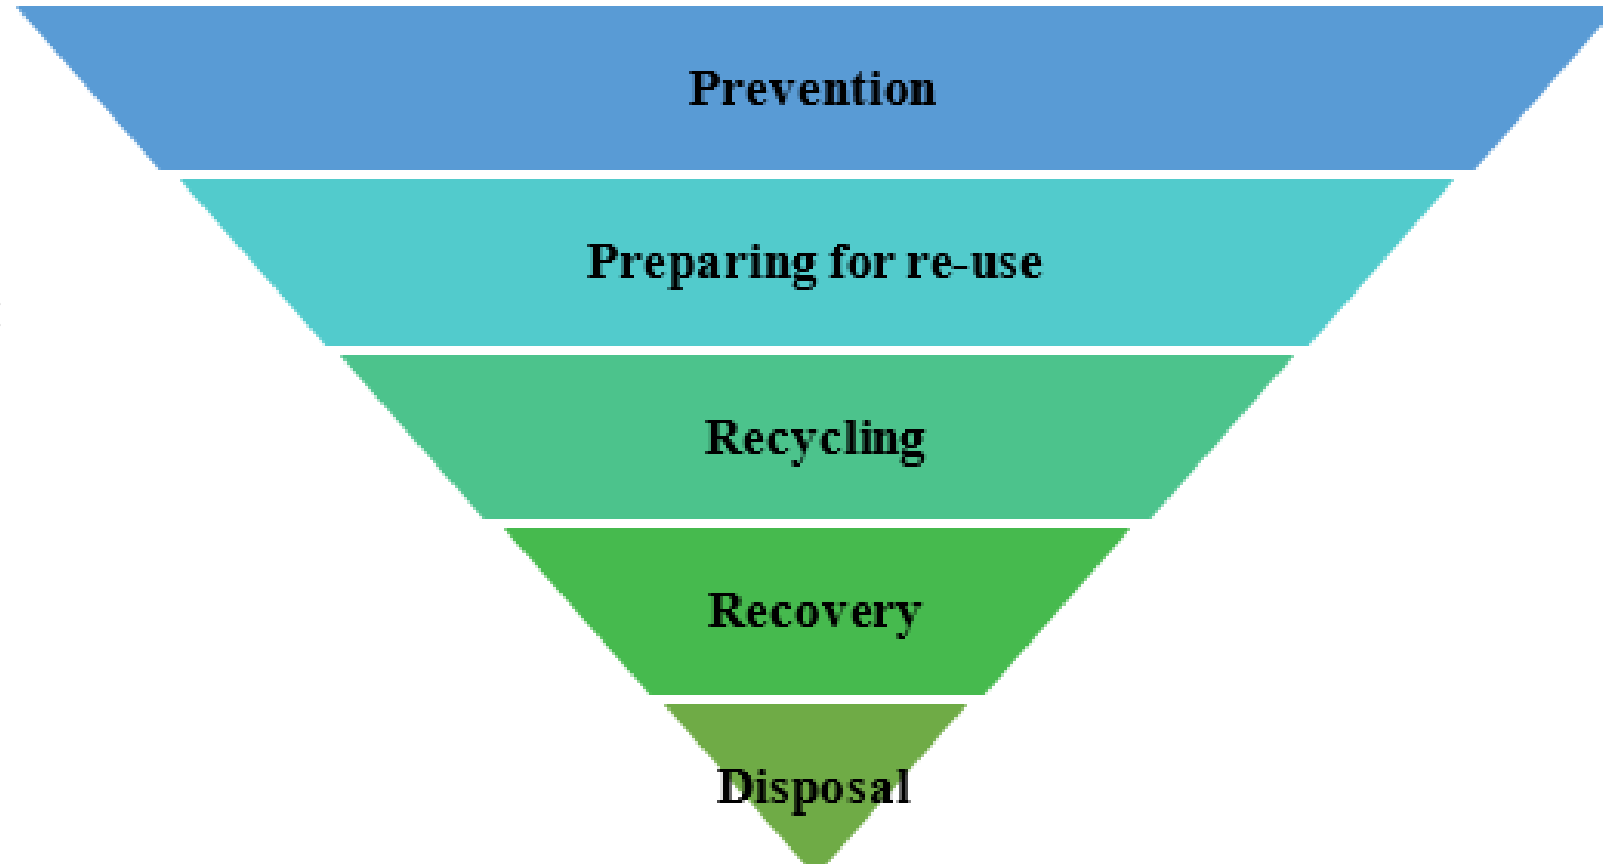 Prevention
Preparing for re-use
Recycling
Recovery
Disposal